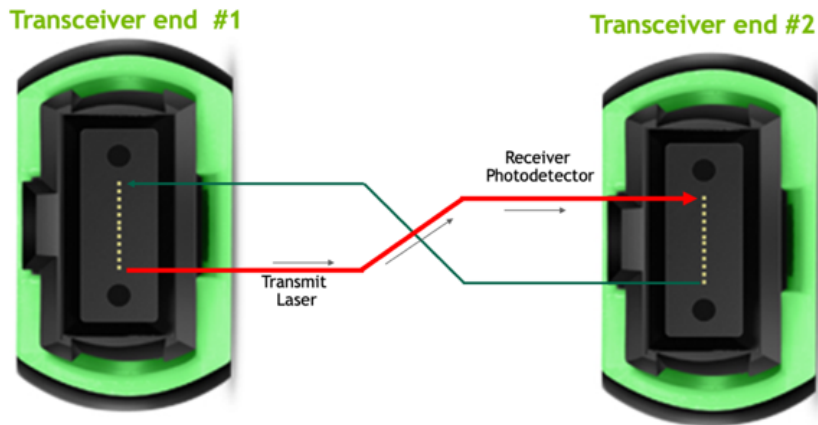 Transceiver end #1
Transceiver end #2
Receiver
Photodetector
Transmit
Laser